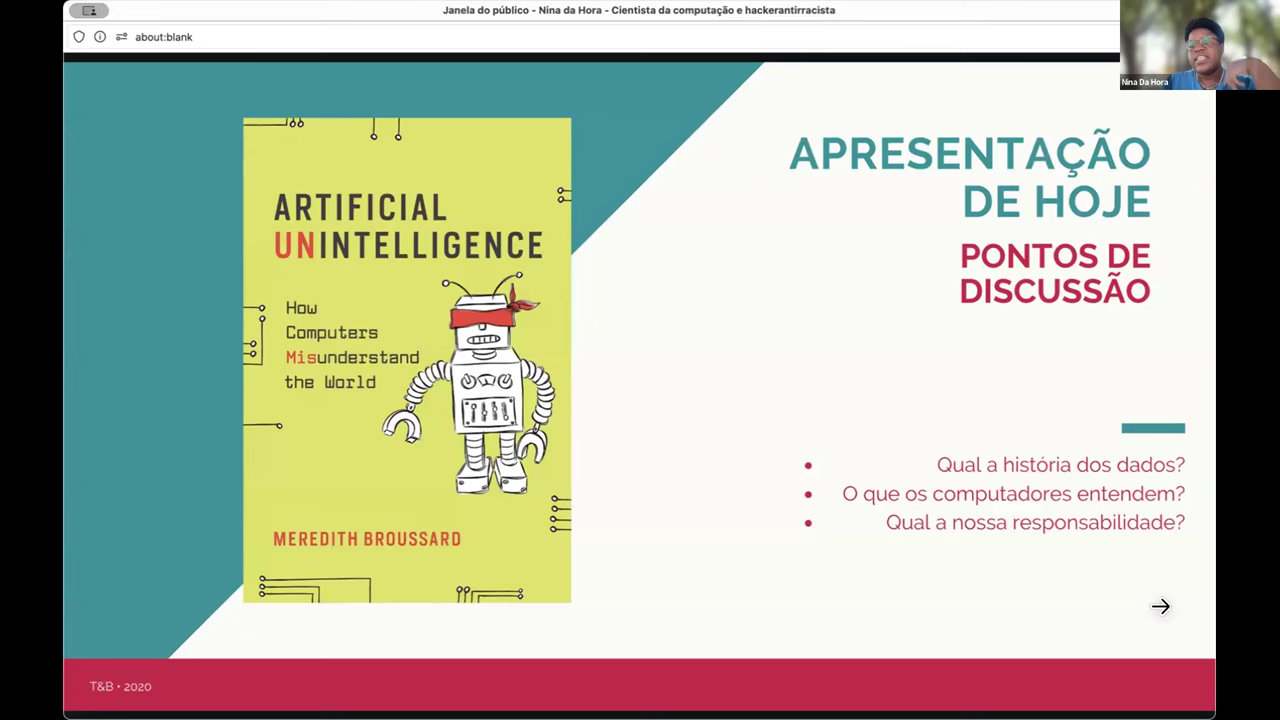 Janela do público - Nina da Hora - Cientista da computação e hackerantirracista
about:blank
Nina Da Hora
ARTIFICIAL
UNINTELLIGENCE
How
Computers
Misunderstand
the World
MEREDITH BROUSSARD
APRESENTAÇÃO
DE HOJE
PONTOS DE
DISCUSSÃO
• Qual a história dos dados?
• O que os computadores entendem?
• Qual a nossa responsabilidade?
T&B • 2020